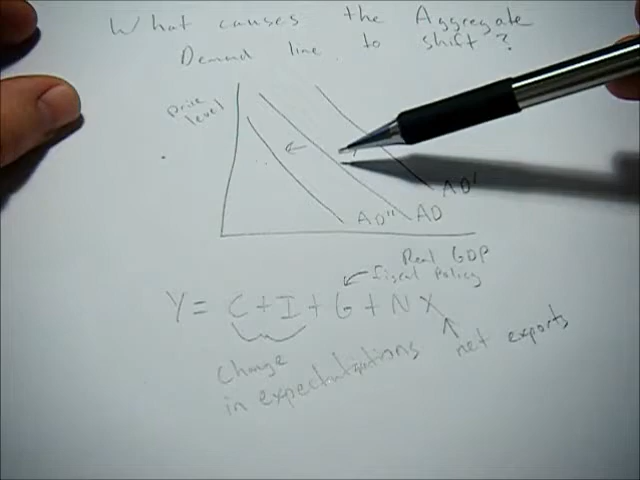 What causes the Aggregate
Demand line to shift?
Price
level
AD'
AD" AD
Real GDP
Fiscal Policy
Y = C + I + G + NX
Change
in expectations
net exports